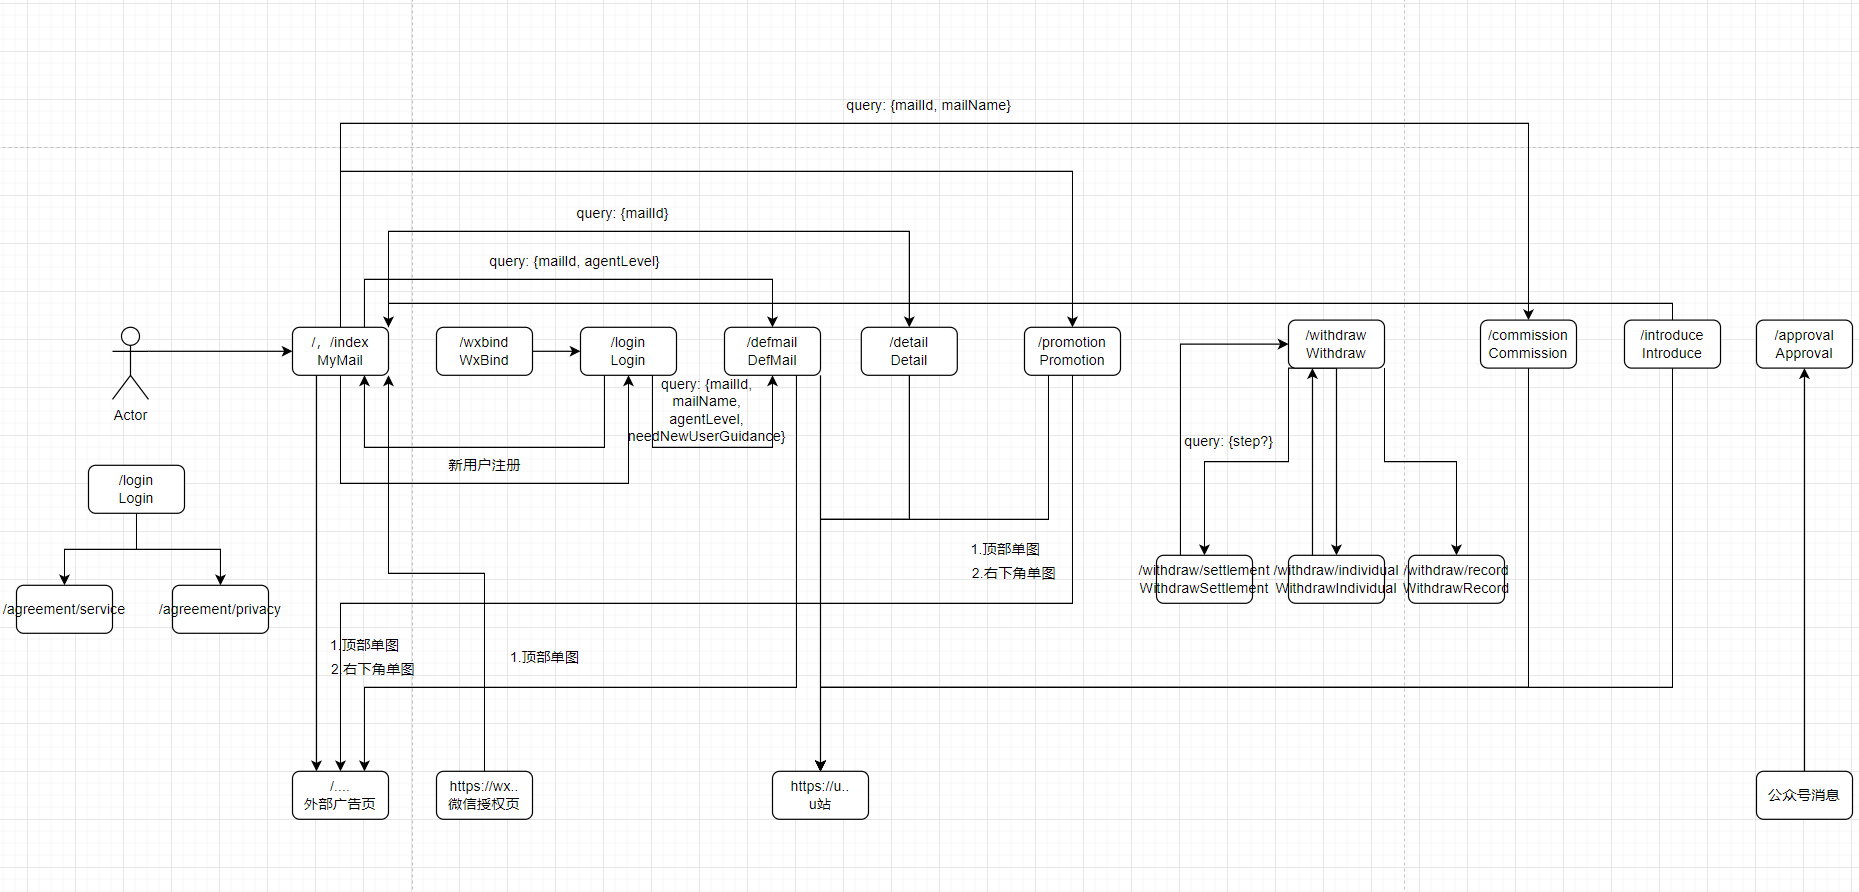 query: {mailId, mailName}
query: {mailId}
query: {mailId, agentLevel}
Actor
/，/index
MyMail
/wxbind
WxBind
/login
Login
/defmail
DefMail
/detail
Detail
/promotion
Promotion
/withdraw
Withdraw
/commission
Commission
/introduce
Introduce
/approval
Approval
query: {mailId,
mailName,
agentLevel,
needNewUserGuidance}
新用户注册
query: {step?}
/login
Login
/agreement/service
/agreement/privacy
1.顶部单图
2.右下角单图
/withdraw/settlement
WithdrawSettlement
/withdraw/individual
WithdrawIndividual
/withdraw/record
WithdrawRecord
1.顶部单图
2.右下角单图
1.顶部单图
/....
外部广告页
https://wx..
微信授权页
https://u..
u站
公众号消息